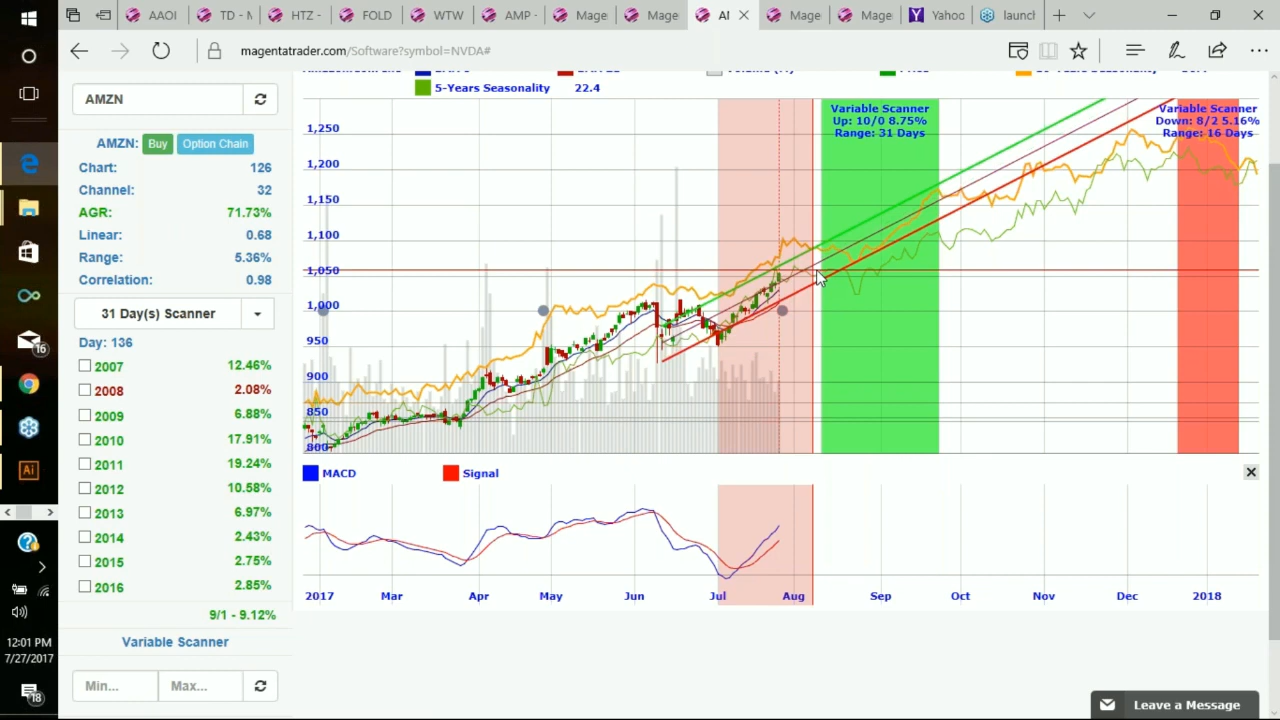 AAOI
TD - N
HTZ -
FOLD
WTW
AMP -
Mage
Mage
Al
Mage
Mage
Yahoo
launcl
magentatrader.com/Software?symbol=NVDA#
AMZN
AMZN: Buy Option Chain
Chart: 126
Channel: 32
AGR: 71.73%
Linear: 0.68
Range: 5.36%
Correlation: 0.98
31 Day(s) Scanner
Day: 136
2007 12.46%
2008 2.08%
2009 6.88%
2010 17.91%
2011 19.24%
2012 10.58%
2013 6.97%
2014 2.43%
2015 2.75%
2016 2.85%
9/1 - 9.12%
Variable Scanner
Min...
Max...
5-Years Seasonality 22.4
Variable Scanner
Up: 10/0 8.75%
Range: 31 Days
Variable Scanner
Down: 8/2 5.16%
Range: 16 Days
1,250
1,200
1,150
1,100
1,050
1,000
950
900
850
800
MACD
Signal
2017
Mar
Apr
May
Jun
Jul
Aug
Sep
Oct
Nov
Dec
2018
16
Ai
12:01 PM
7/27/2017
18
Leave a Message